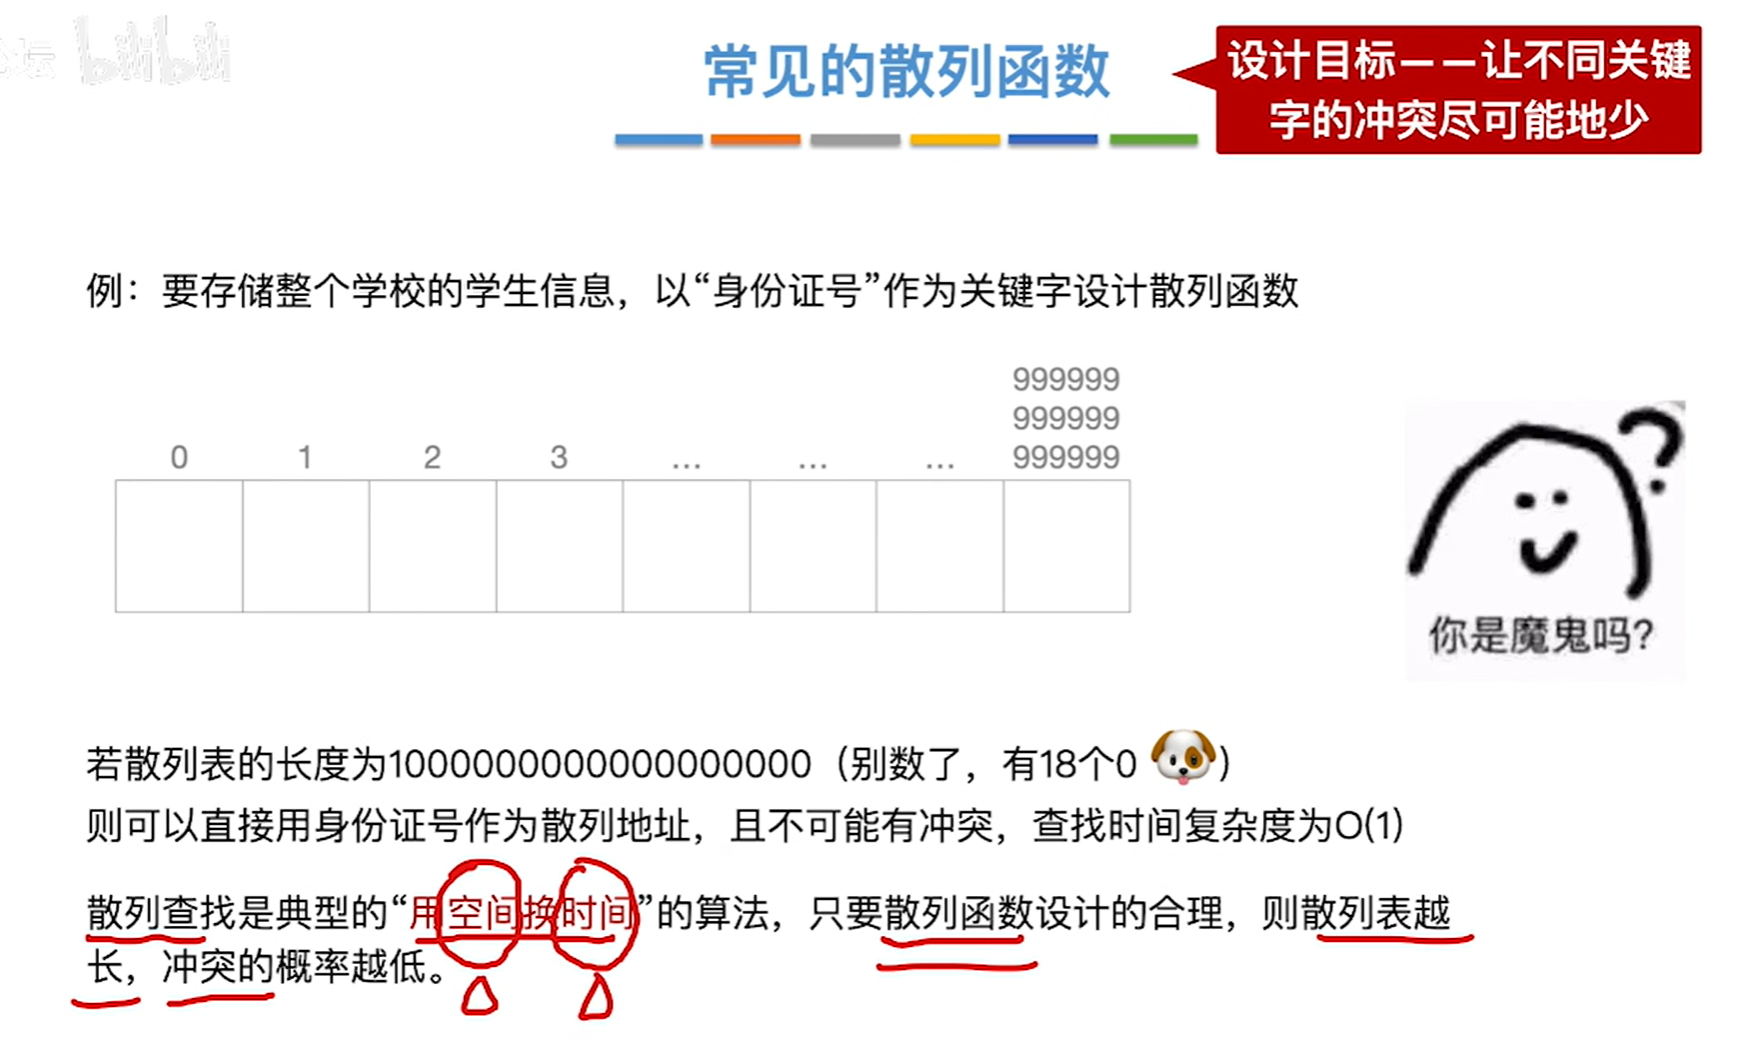 坛 bilibili
常见的散列函数
设计目标——让不同关键
字的冲突尽可能地少
例：要存储整个学校的学生信息，以“身份证号”作为关键字设计散列函数
999999
999999
0 1 2 3 ... ... ... 999999
你是魔鬼吗?
若散列表的长度为1000000000000000000（别数了，有18个0 🐶）
则可以直接用身份证号作为散列地址，且不可能有冲突，查找时间复杂度为O(1)
散列查找是典型的“用空间换时间”的算法，只要散列函数设计的合理，则散列表越
长，冲突的概率越低。